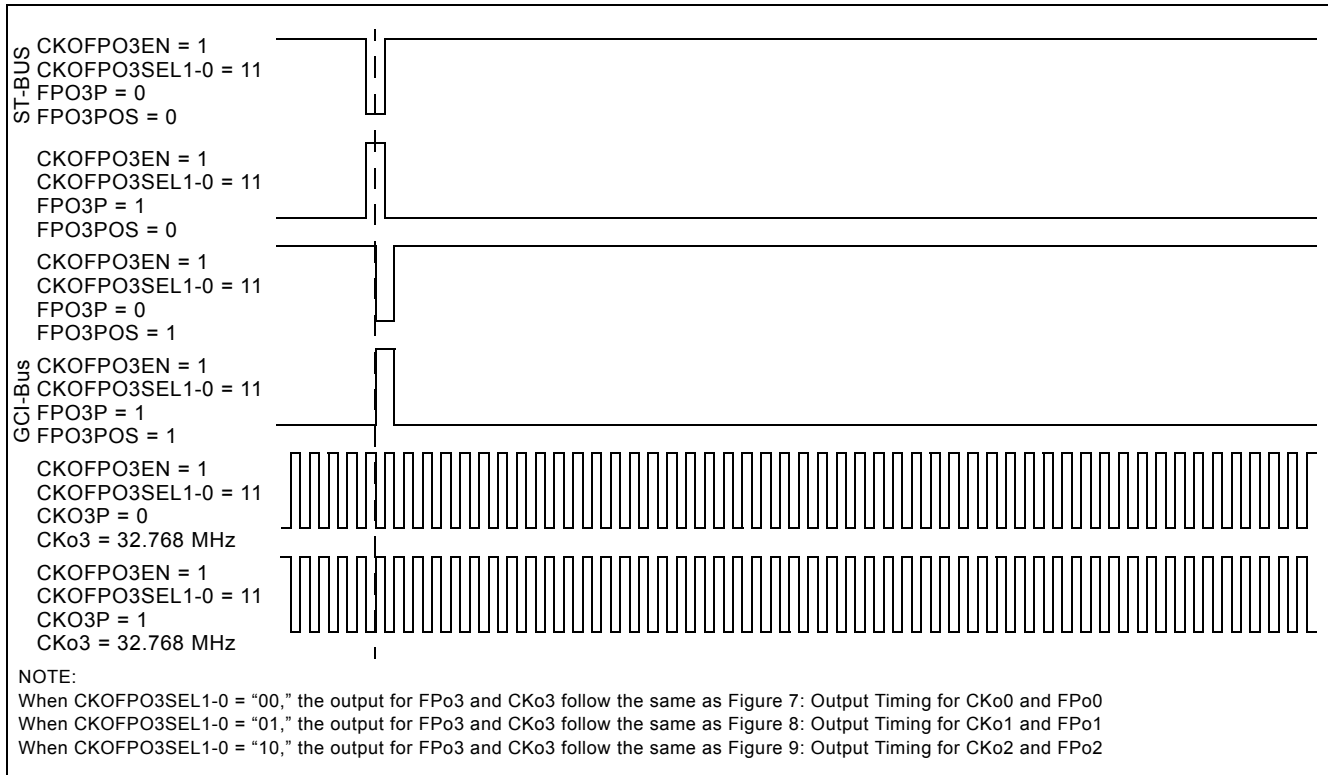 ST-BUS
CKOFPO3EN = 1
CKOFPO3SEL1-0 = 11
FPO3P = 0
FPO3POS = 0
CKOFPO3EN = 1
CKOFPO3SEL1-0 = 11
FPO3P = 1
FPO3POS = 0
CKOFPO3EN = 1
CKOFPO3SEL1-0 = 11
FPO3P = 0
FPO3POS = 1
GCI-Bus
CKOFPO3EN = 1
CKOFPO3SEL1-0 = 11
FPO3P = 1
FPO3POS = 1
CKOFPO3EN = 1
CKOFPO3SEL1-0 = 11
CKO3P = 0
CKo3 = 32.768 MHz
CKOFPO3EN = 1
CKOFPO3SEL1-0 = 11
CKO3P = 1
CKo3 = 32.768 MHz
NOTE:
When CKOFPO3SEL1-0 = “00,” the output for FPo3 and CKo3 follow the same as Figure 7: Output Timing for CKo0 and FPo0
When CKOFPO3SEL1-0 = “01,” the output for FPo3 and CKo3 follow the same as Figure 8: Output Timing for CKo1 and FPo1
When CKOFPO3SEL1-0 = “10,” the output for FPo3 and CKo3 follow the same as Figure 9: Output Timing for CKo2 and FPo2